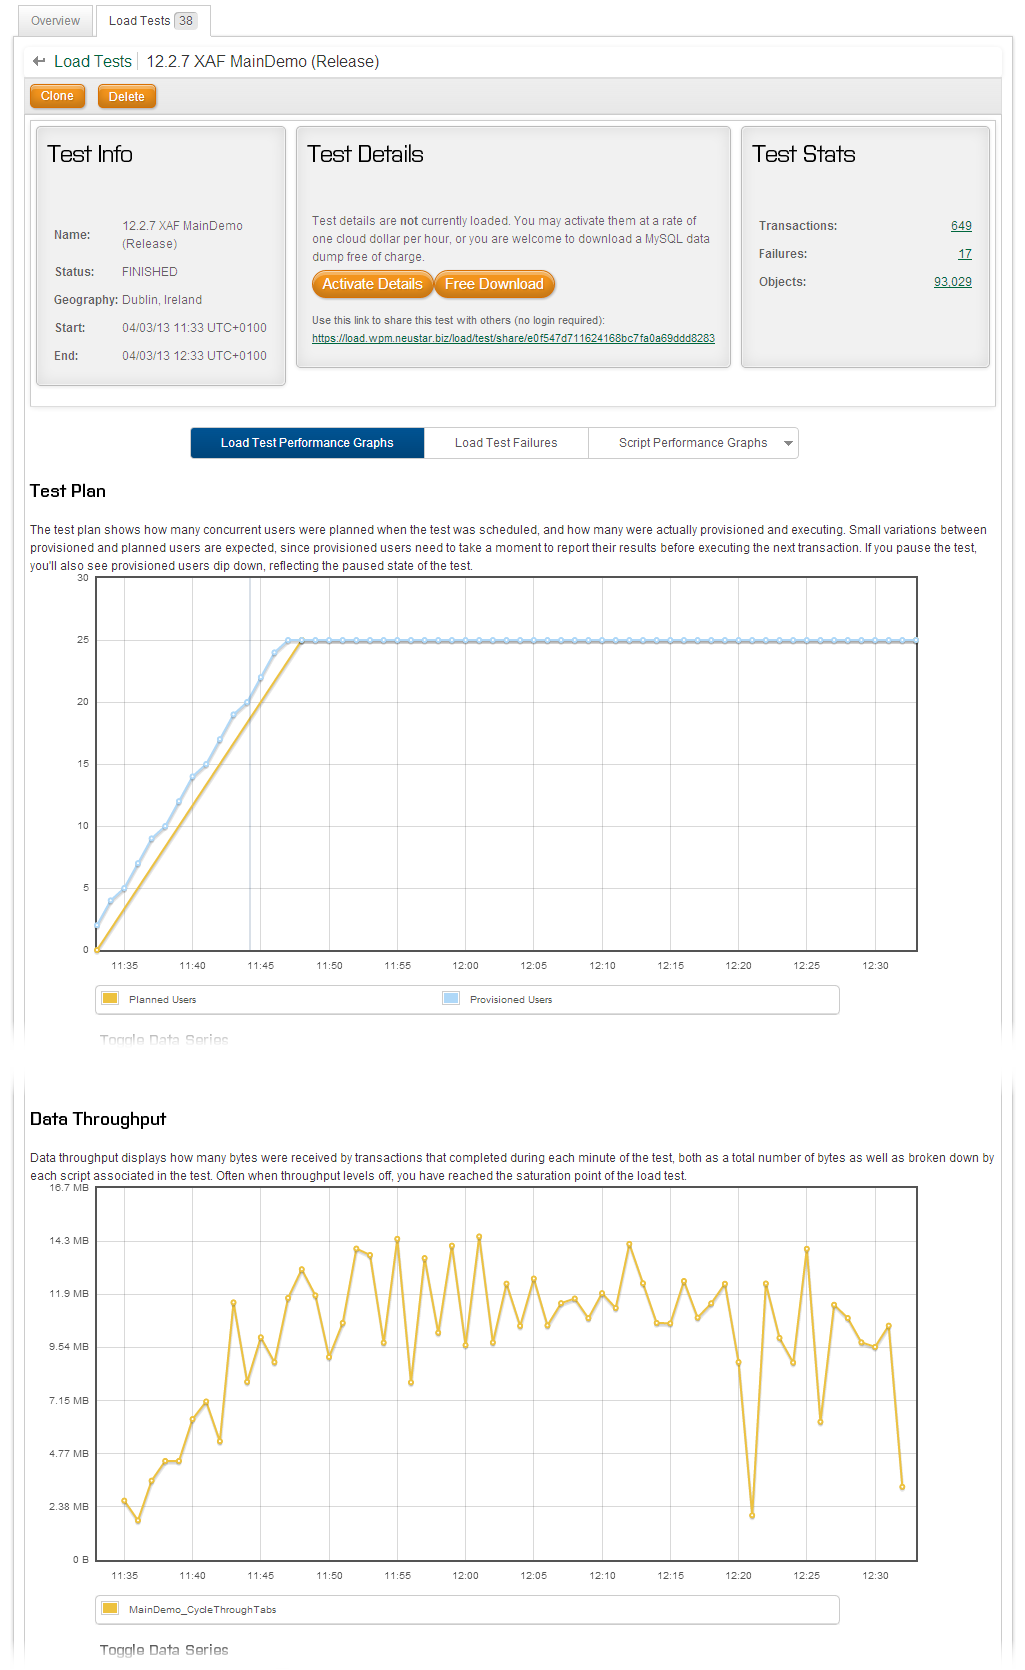 Overview Load Tests 38
Load Tests 12.2.7 XAF MainDemo (Release)
Clone Delete
Test Info
Name: 12.2.7 XAF MainDemo
(Release)
Status: FINISHED
Geography: Dublin, Ireland
Start: 04/03/13 11:33 UTC+0100
End: 04/03/13 12:33 UTC+0100
Test Details
Test details are not currently loaded. You may activate them at a rate of
one cloud dollar per hour, or you are welcome to download a MySQL data
dump free of charge.
Activate Details Free Download
Use this link to share this test with others (no login required):
https://load.wpm.neustar.biz/load/test/share/e0f547d711624168bc7fa0a69ddd8283
Test Stats
Transactions: 649
Failures: 17
Objects: 93,029
Load Test Performance Graphs Load Test Failures Script Performance Graphs
Test Plan
The test plan shows how many concurrent users were planned when the test was scheduled, and how many were actually provisioned and executing. Small variations between
provisioned and planned users are expected, since provisioned users need to take a moment to report their results before executing the next transaction. If you pause the test,
you'll also see provisioned users dip down, reflecting the paused state of the test.
30
25
20
15
10
5
0
11:35 11:40 11:45 11:50 11:55 12:00 12:05 12:10 12:15 12:20 12:25 12:30
Planned Users Provisioned Users
Toggle Data Series
Data Throughput
Data throughput displays how many bytes were received by transactions that completed during each minute of the test, both as a total number of bytes as well as broken down by
each script associated in the test. Often when throughput levels off, you have reached the saturation point of the load test.
16.7 MB
14.3 MB
11.9 MB
9.54 MB
7.15 MB
4.77 MB
2.38 MB
0 B
11:35 11:40 11:45 11:50 11:55 12:00 12:05 12:10 12:15 12:20 12:25 12:30
MainDemo_CycleThroughTabs
Toggle Data Series